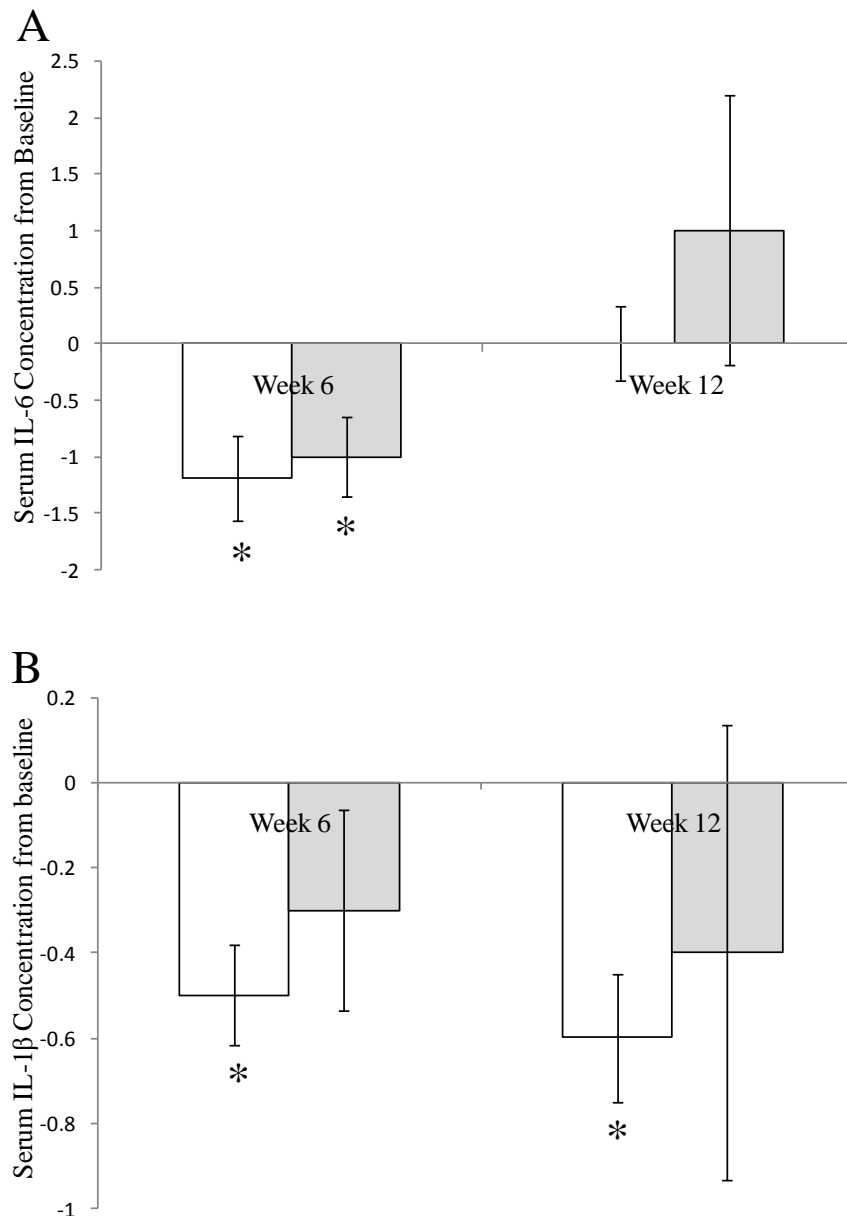 A
Serum IL-6 Concentration from Baseline
2.5
2
1.5
1
0.5
0
-0.5
-1
-1.5
-2
Week 6
Week 12
*
*
B
Serum IL-1β Concentration from baseline
0.2
0
-0.2
-0.4
-0.6
-0.8
-1
Week 6
Week 12
*
*